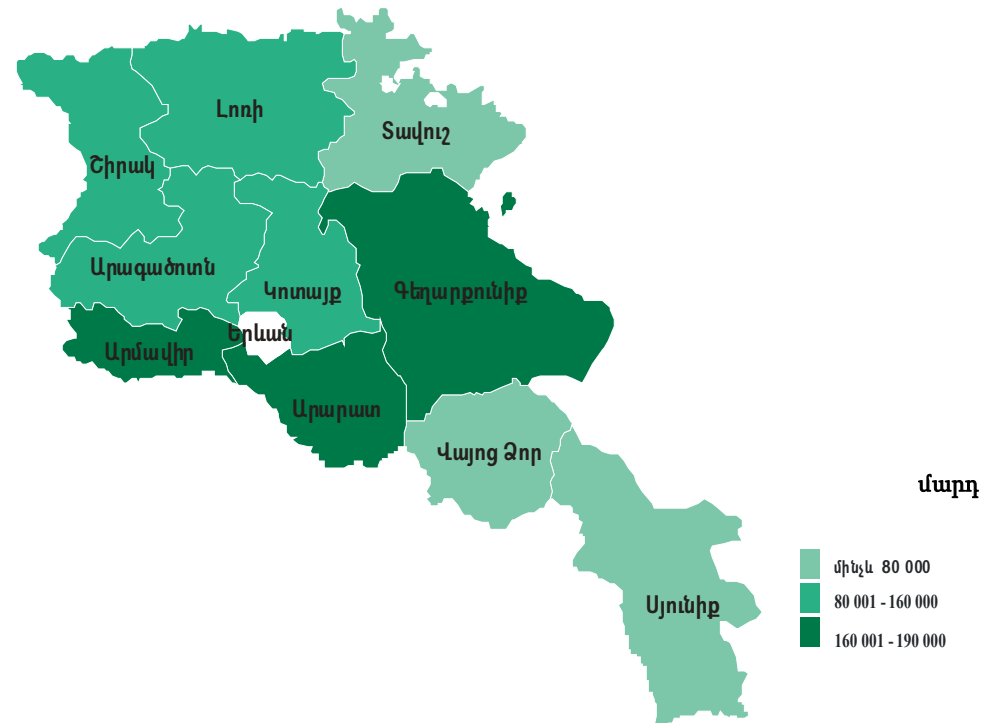 Լոռի
Տավուշ
Շիրակ
Արագածոտն
Կոտայք
Գեղարքունիք
Երևան
Արմավիր
Արարատ
Վայոց Ձոր
մարդ
մինչև 80 000
80 001 - 160 000
Սյունիք
160 001 - 190 000